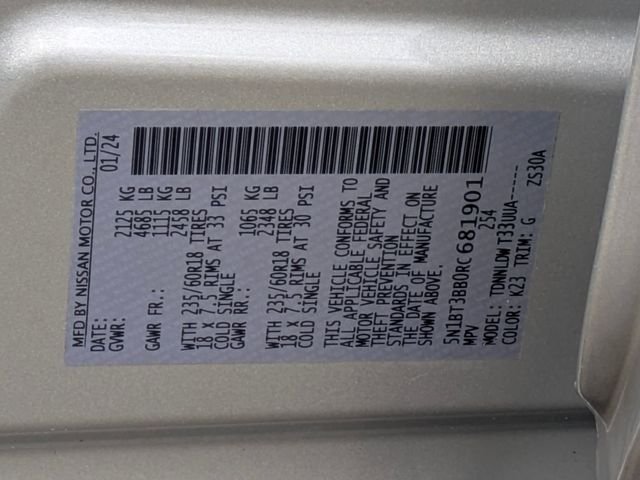 MFD BY NISSAN MOTOR CO., LTD.
DATE: 01/24
GVWR: 2125 KG
4685 LB
GAWR FR.: 1115 KG
2458 LB
WITH 235/60R18 TIRES
18 X 7.5 RIMS AT 33 PSI
COLD SINGLE
GAWR RR.: 1065 KG
2348 LB
WITH 235/60R18 TIRES
18 X 7.5 RIMS AT 30 PSI
COLD SINGLE
THIS VEHICLE CONFORMS TO
ALL APPLICABLE FEDERAL
MOTOR VEHICLE SAFETY AND
THEFT PREVENTION
STANDARDS IN EFFECT ON
THE DATE OF MANUFACTURE
SHOWN ABOVE.
5N1BT3BB0RC681901
MPV 234
MODEL: TDNNLDW T33UUA-----
COLOR: K23 TRIM: G ZS30A